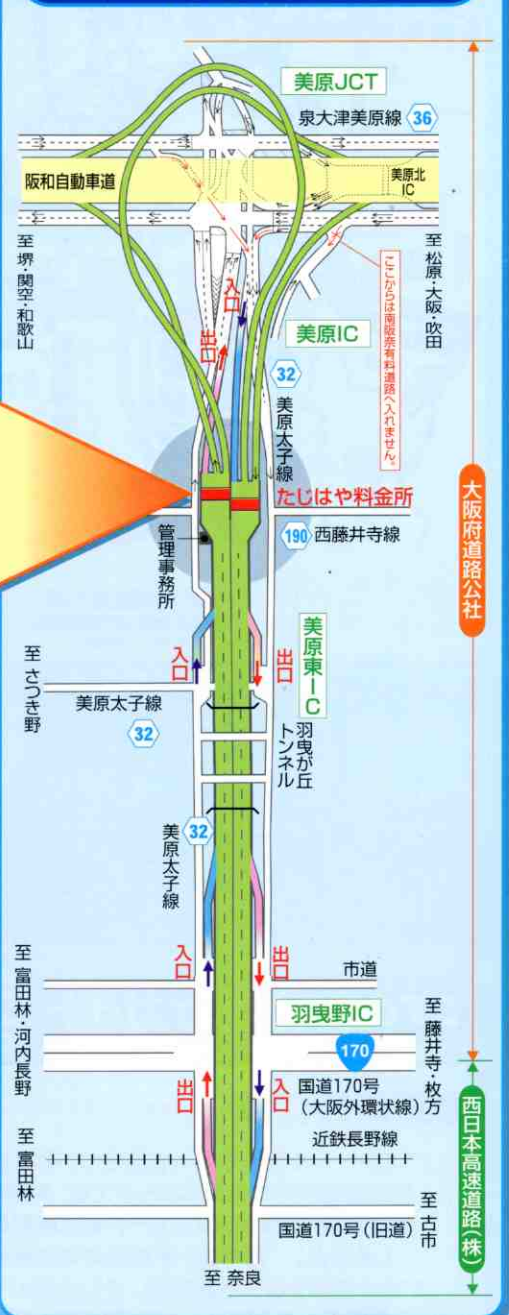 美原JCT
泉大津美原線 36
阪和自動車道
美原北
IC
至 堺・関空・和歌山
至 松原・大阪・吹田
ここからは南阪奈有料道路へ入れません。
入口
出口
美原IC
32
美原太子線
たじはや料金所
190 西藤井寺線
管理事務所
大阪府道路公社
至 さつき野
入口
出口
美原東IC
美原太子線
32
羽曳が丘
トンネル
32
美原太子線
入口
出口
市道
至 富田林・河内長野
羽曳野IC
170
至 藤井寺・枚方
出口
入口
国道170号
(大阪外環状線)
近鉄長野線
至 富田林
西日本高速道路(株)
国道170号(旧道)
至 古市
至 奈良